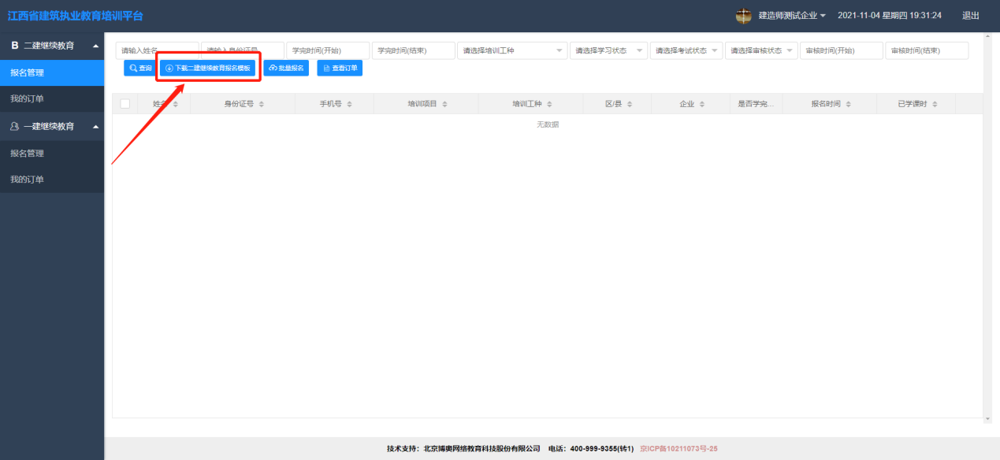 江西省建筑执业教育培训平台
建造师测试企业 2021-11-04 星期四 19:31:24 退出
B 二建继续教育
报名管理
我的订单
一建继续教育
报名管理
我的订单
请输入姓名 请输入身份证号 学完时间(开始) 学完时间(结束) 请选择培训工种 请选择学习状态 请选择考试状态 请选择审核状态 审核时间(开始) 审核时间(结束)
查询 下载二建继续教育报名模板 批量报名 查看订单
姓名 身份证号 手机号 培训项目 培训工种 区/县 企业 是否学完... 报名时间 已学课时
无数据
技术支持：北京博奥网络教育科技股份有限公司 电话：400-999-9355(转1) 京ICP备10211073号-25